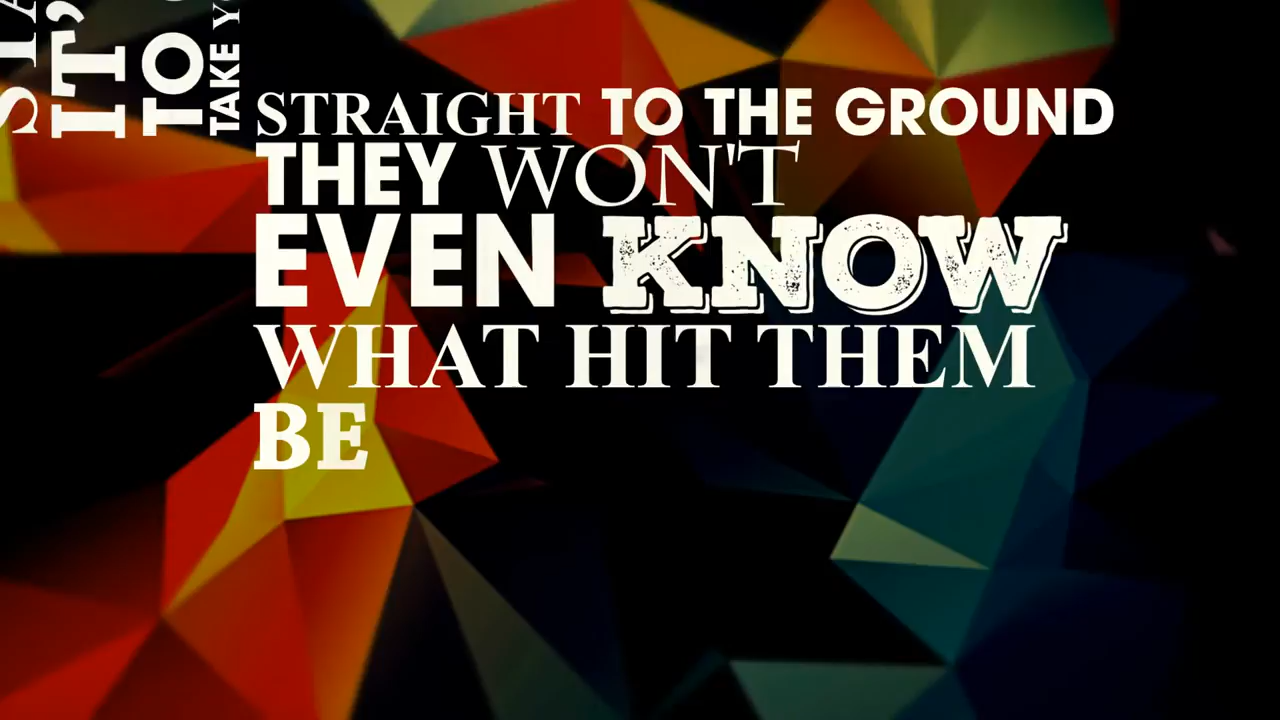 IT,
TO
TAKE
STRAIGHT TO THE GROUND
THEY WON'T
EVEN KNOW
WHAT HIT THEM
BE